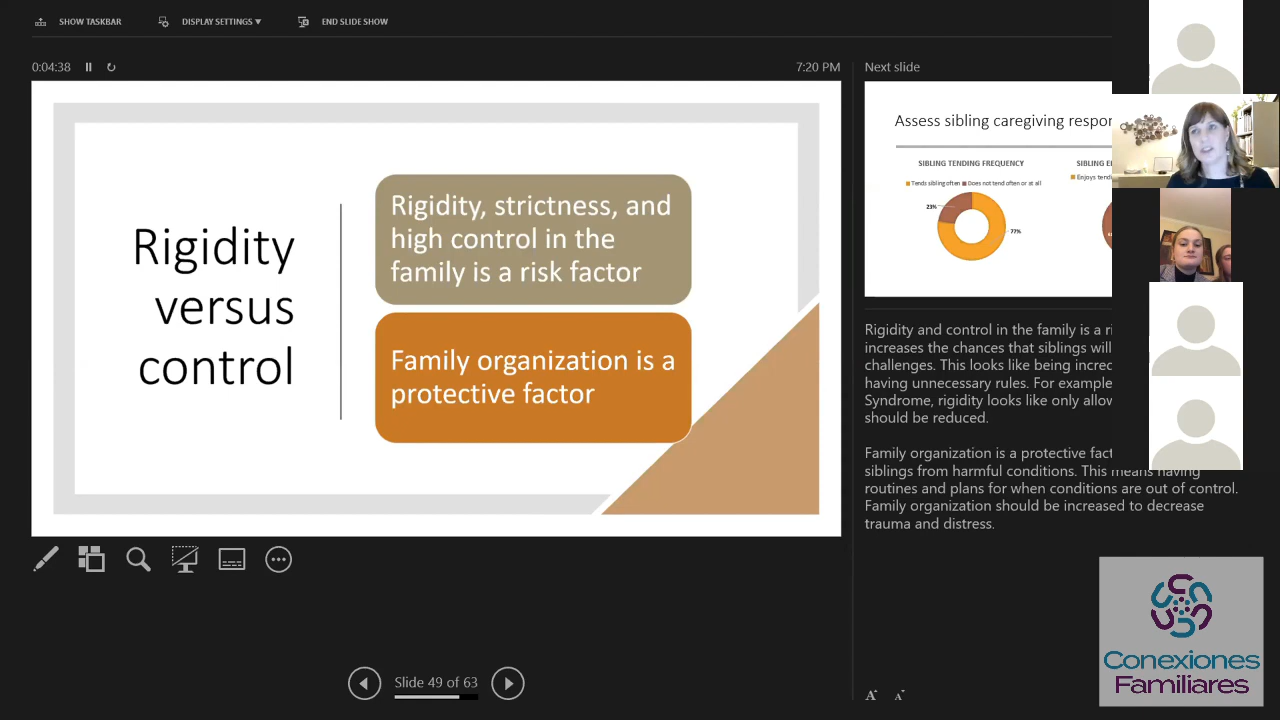 SHOW TASKBAR
DISPLAY SETTINGS ▼
END SLIDE SHOW
0:04:38
7:20 PM
Rigidity
versus
control
Rigidity, strictness, and
high control in the
family is a risk factor
Family organization is a
protective factor
Slide 49 of 63
Next slide
Assess sibling caregiving
SIBLING TENDING FREQUENCY
Tends sibling often
Does not tend often or at all
23%
77%
SIBLING
Enjoys
Rigidity and control in the family is a
increases the chances that siblings will
challenges. This looks like being
having unnecessary rules. For example
Syndrome, rigidity looks like only
should be reduced.
Family organization is a protective
siblings from harmful conditions. This means having
routines and plans for when conditions are out of control.
Family organization should be increased to decrease
trauma and distress.
A
A
Conexiones
Familiares